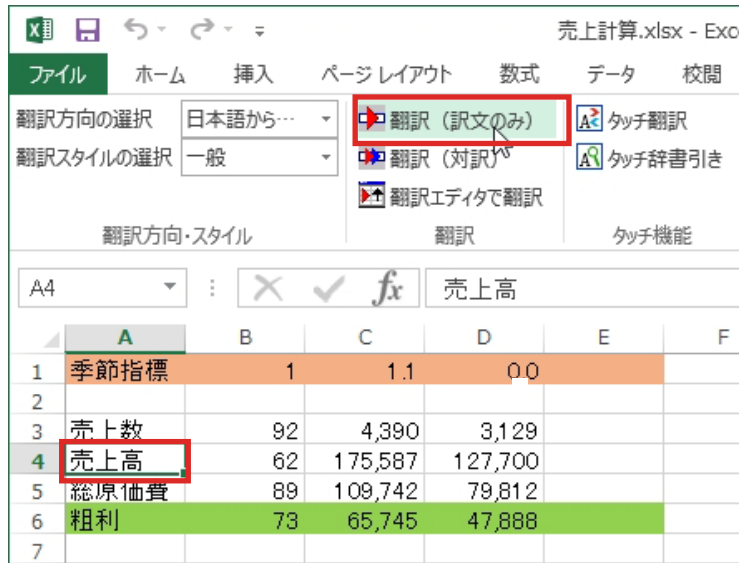 売上計算.xlsx - Exc
ファイル ホーム 挿入 ページ レイアウト 数式 データ 校閲
翻訳方向の選択 日本語から…
翻訳スタイルの選択 一般
翻訳（訳文のみ）
翻訳（対訳）
翻訳エディタで翻訳
タッチ翻訳
タッチ辞書引き
翻訳方向・スタイル 翻訳 タッチ機能
A4 fx 売上高
A B C D E F
1 季節指標 1 1.1
2
3 売上数 92 4,390 3,129
4 売上高 62 175,587 127,700
5 総原価費 89 109,742 79,812
6 粗利 73 65,745 47,888
7